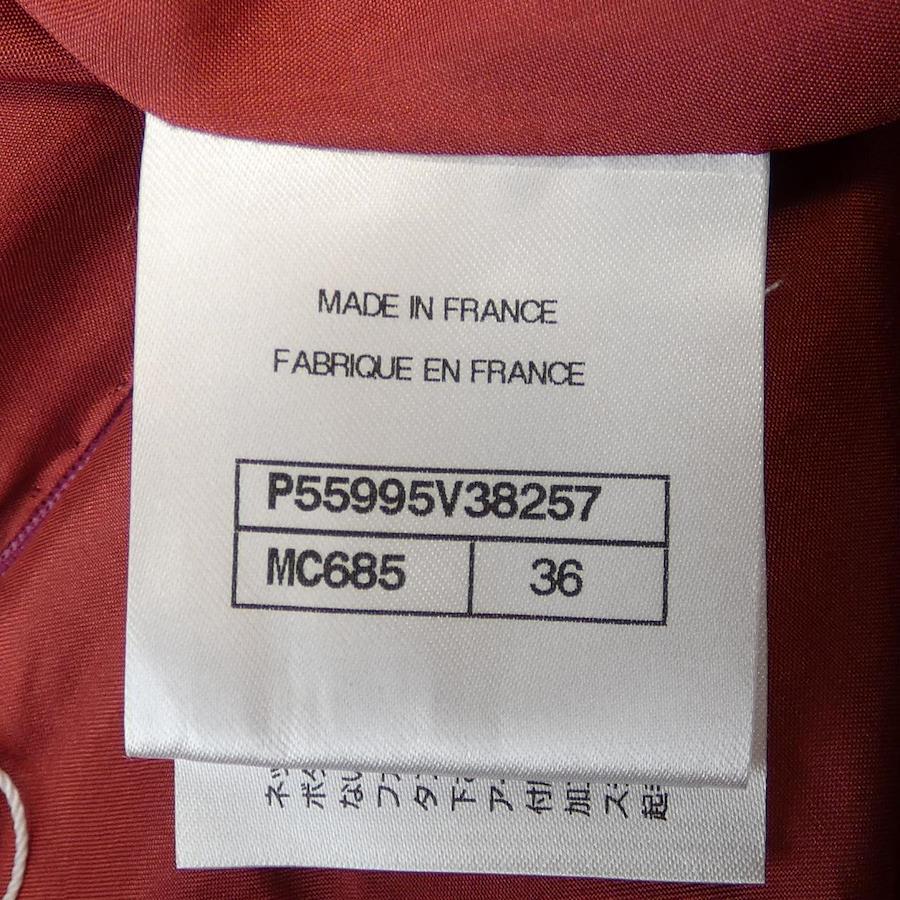 MADE IN FRANCE
FABRIQUE EN FRANCE
P55995V38257
MC685 36